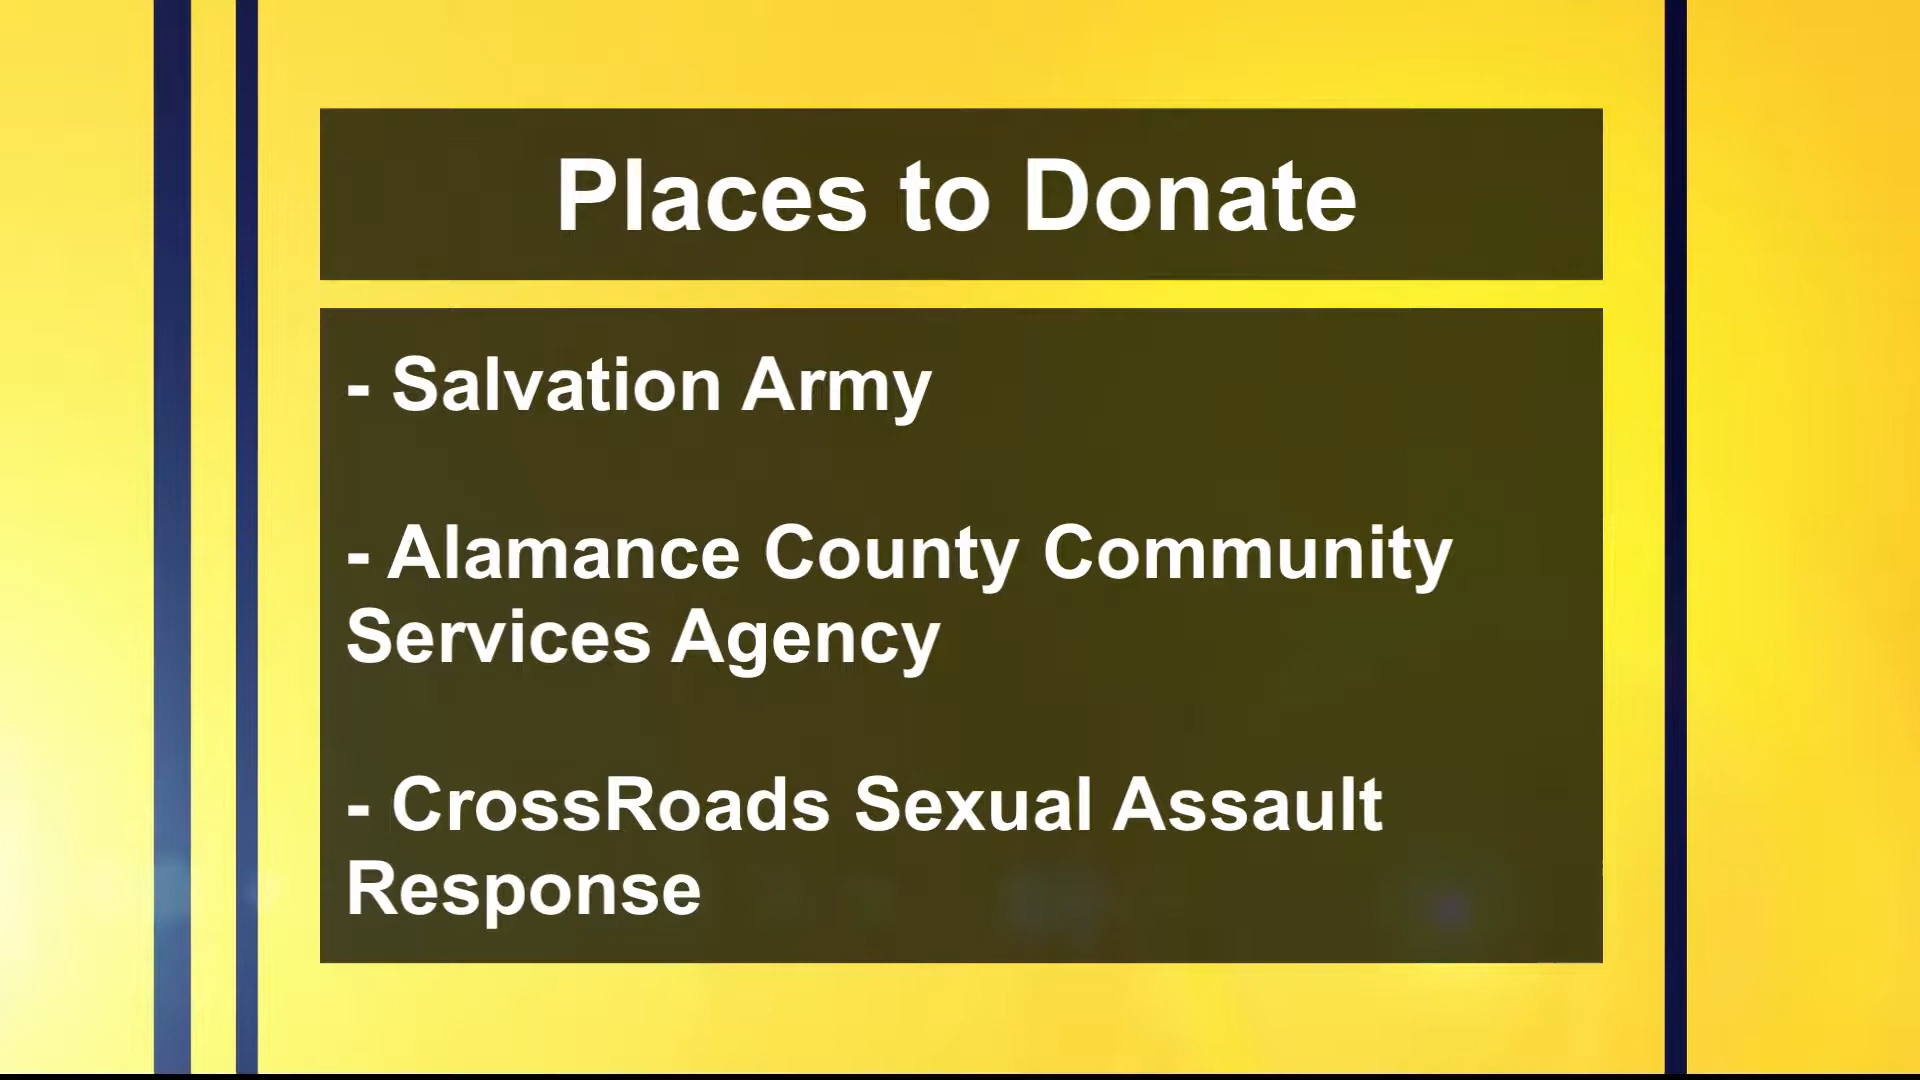 Places to Donate
- Salvation Army
- Alamance County Community
Services Agency
- CrossRoads Sexual Assault
Response